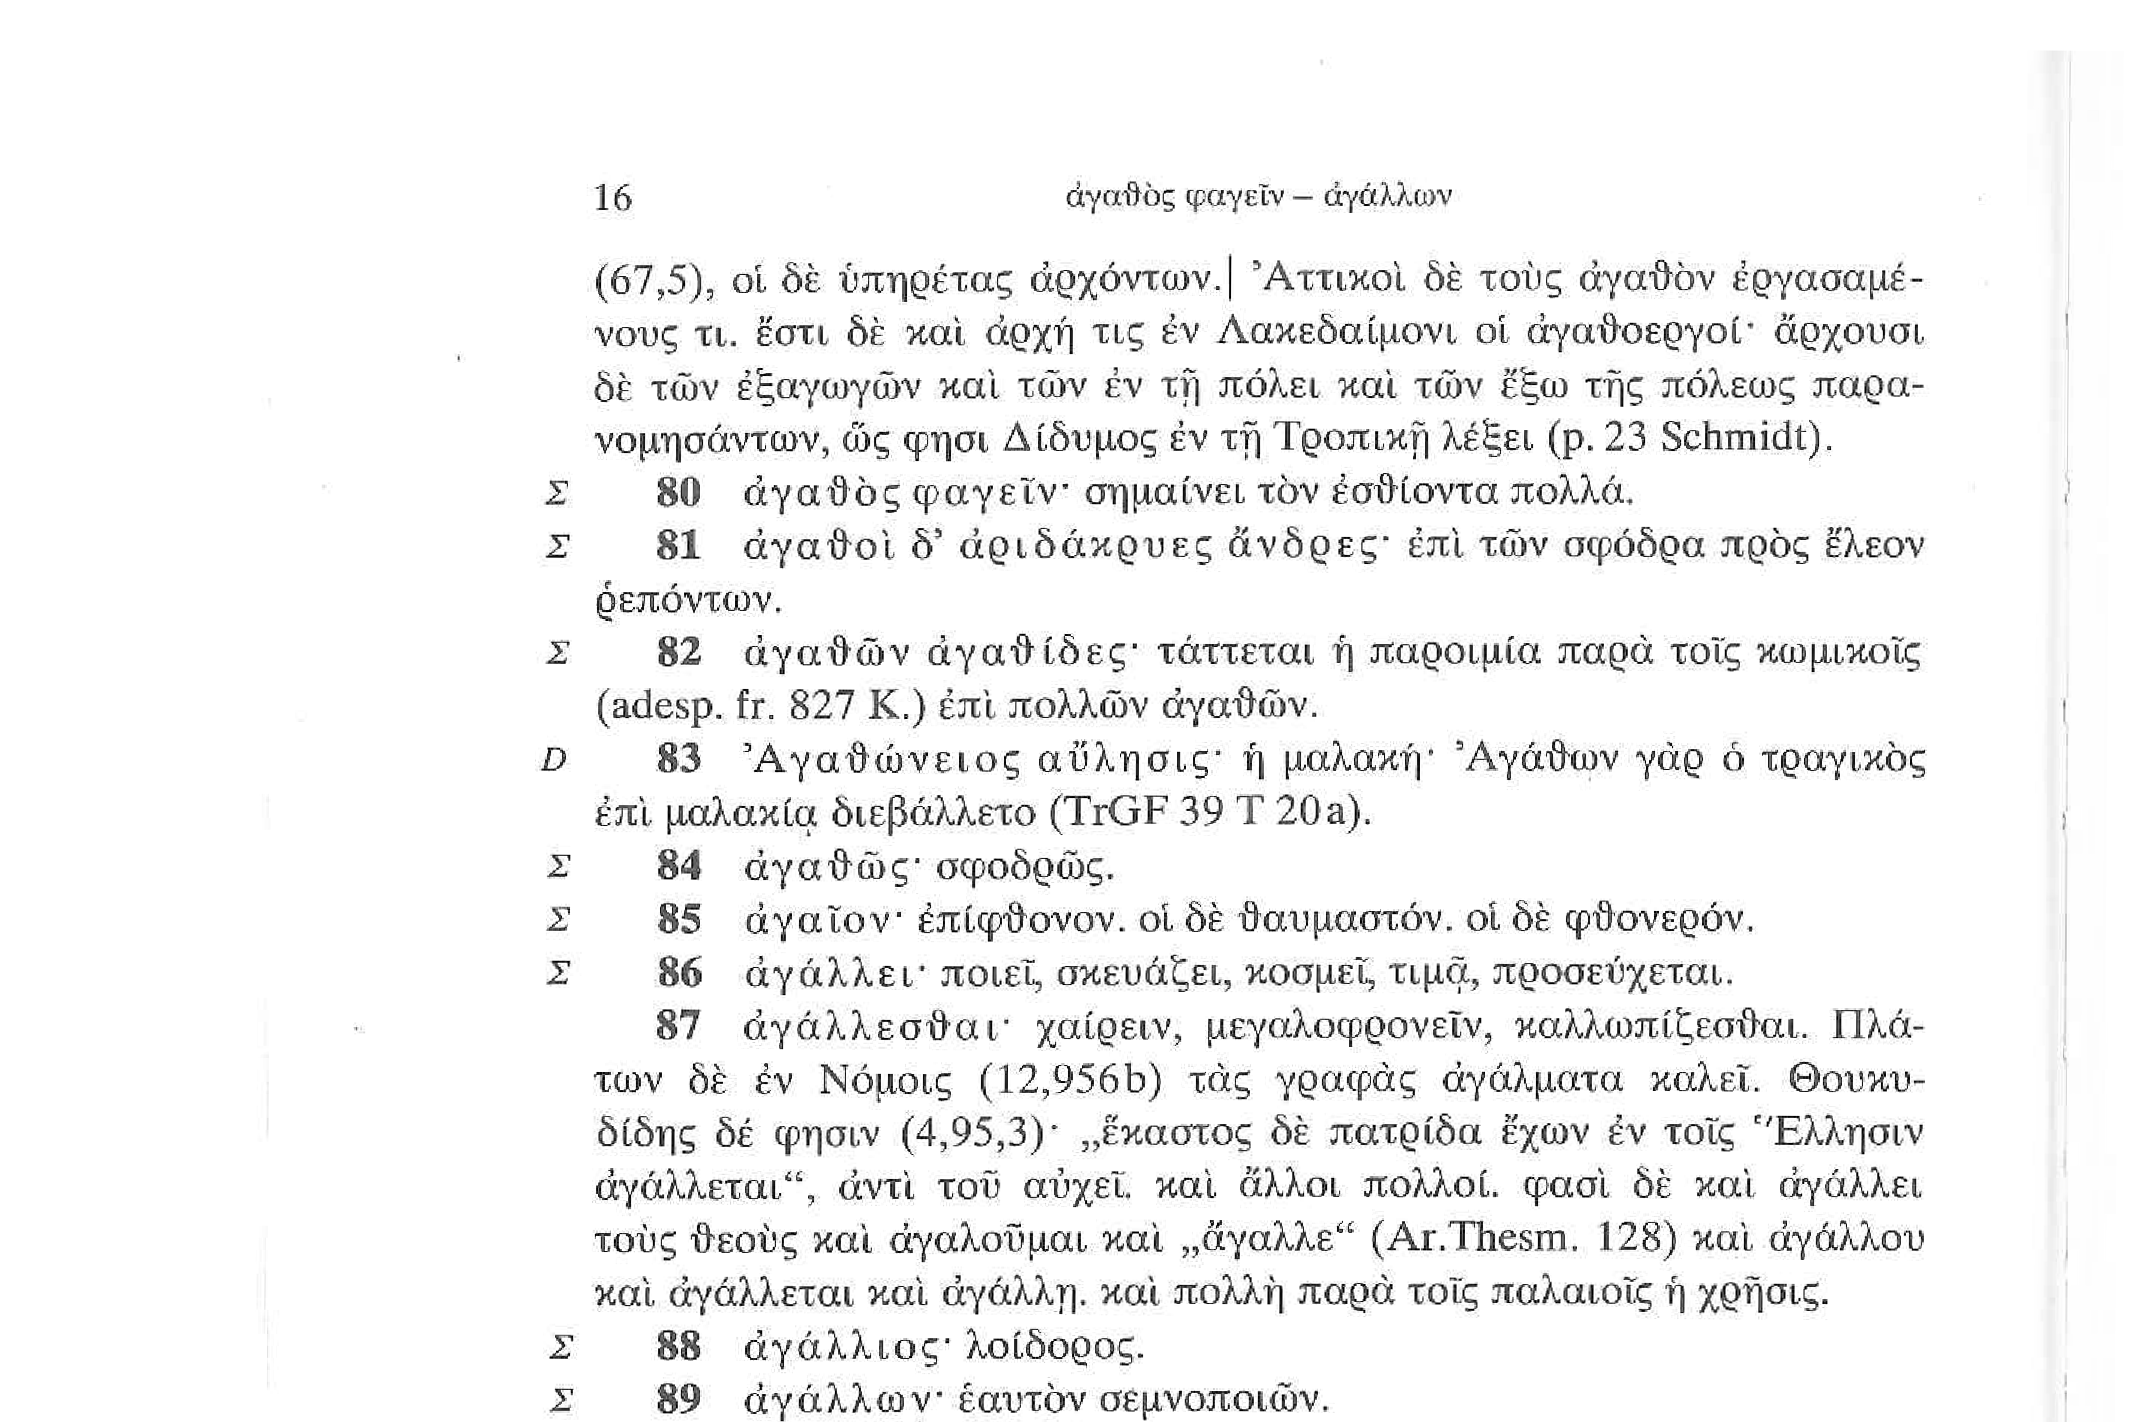 16 ἀγαθὸς φαγεῖν – ἀγάλλων
(67,5), οἱ δὲ ὑπηρέτας ἀρχόντων.| Ἀττικοὶ δὲ τοὺς ἀγαθὸν ἐργασαμέ-
νους τι. ἔστι δὲ καὶ ἀρχή τις ἐν Λακεδαίμονι οἱ ἀγαθοεργοί· ἄρχουσι
δὲ τῶν ἐξαγωγῶν καὶ τῶν ἐν τῇ πόλει καὶ τῶν ἔξω τῆς πόλεως παρα-
νομησάντων, ὥς φησι Δίδυμος ἐν τῇ Τροπικῇ λέξει (p. 23 Schmidt).
Σ 80 ἀγαθὸς φαγεῖν· σημαίνει τὸν ἐσθίοντα πολλά.
Σ 81 ἀγαθοὶ δ’ ἀριδάκρυες ἄνδρες· ἐπὶ τῶν σφόδρα πρὸς ἔλεον
ῥεπόντων.
Σ 82 ἀγαθῶν ἀγαθίδες· τάττεται ἡ παροιμία παρὰ τοῖς κωμικοῖς
(adesp. fr. 827 K.) ἐπὶ πολλῶν ἀγαθῶν.
D 83 Ἀγαθώνειος αὔλησις· ἡ μαλακή· Ἀγάθων γὰρ ὁ τραγικὸς
ἐπὶ μαλακίᾳ διεβάλλετο (TrGF 39 T 20a).
Σ 84 ἀγαθῶς· σφοδρῶς.
Σ 85 ἀγαῖον· ἐπίφθονον. οἱ δὲ θαυμαστόν. οἱ δὲ φθονερόν.
Σ 86 ἀγάλλει· ποιεῖ, σκευάζει, κοσμεῖ, τιμᾷ, προσεύχεται.
87 ἀγάλλεσθαι· χαίρειν, μεγαλοφρονεῖν, καλλωπίζεσθαι. Πλά-
των δὲ ἐν Νόμοις (12,956b) τὰς γραφὰς ἀγάλματα καλεῖ. Θουκυ-
δίδης δέ φησιν (4,95,3)· „ἕκαστος δὲ πατρίδα ἔχων ἐν τοῖς Ἕλλησιν
ἀγάλλεται“, ἀντὶ τοῦ αὐχεῖ. καὶ ἄλλοι πολλοί. φασὶ δὲ καὶ ἀγάλλει
τοὺς θεοὺς καὶ ἀγαλοῦμαι καὶ „ἄγαλλε“ (Ar.Thesm. 128) καὶ ἀγάλλου
καὶ ἀγάλλεται καὶ ἀγάλλῃ. καὶ πολλὴ παρὰ τοῖς παλαιοῖς ἡ χρῆσις.
Σ 88 ἀγάλλιος· λοίδορος.
Σ 89 ἀγάλλων· ἑαυτὸν σεμνοποιῶν.